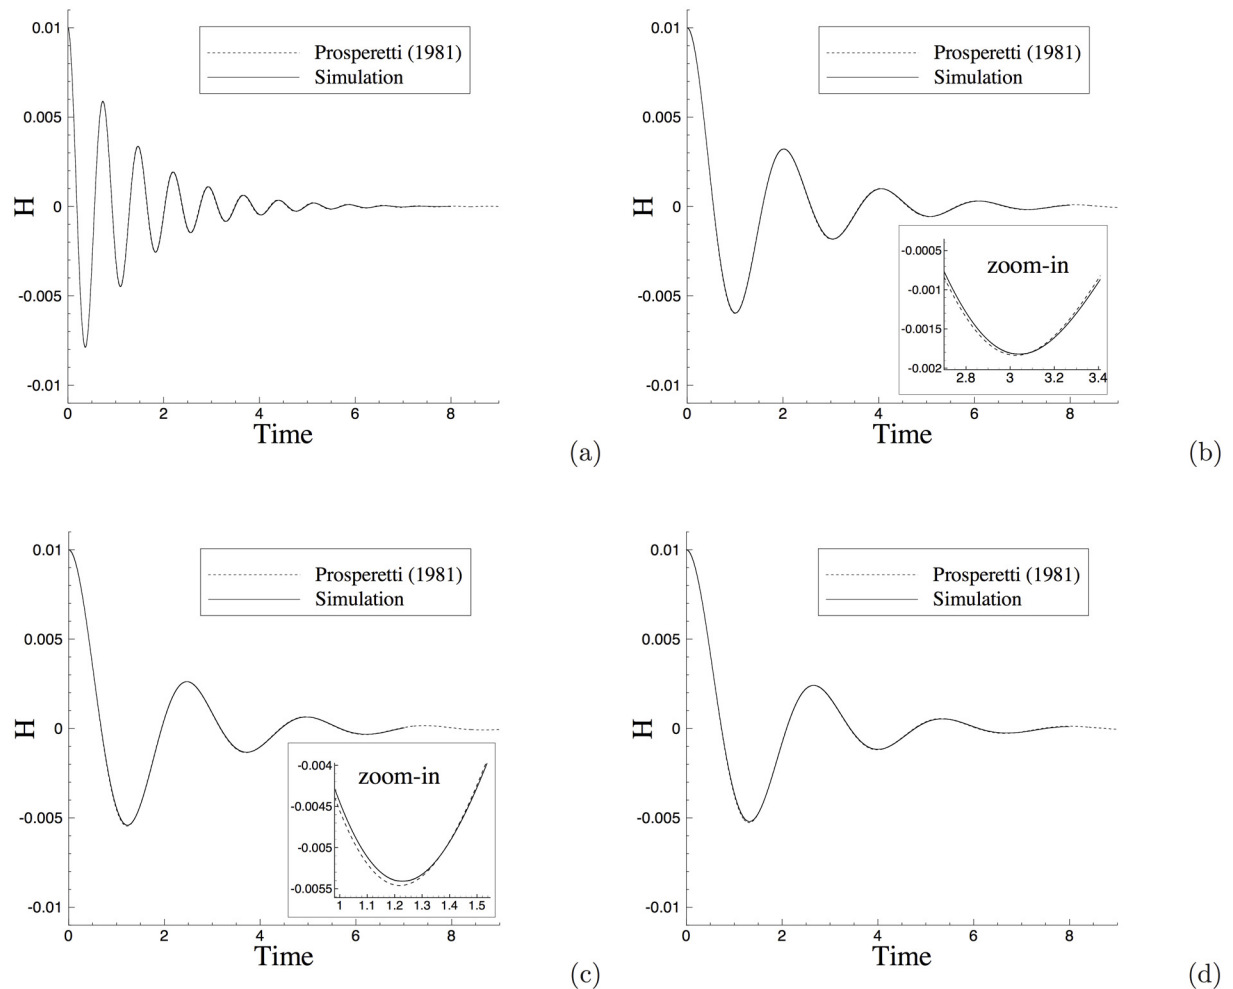 0.01
0.005
0
-0.005
-0.01
H
Prosperetti (1981)
Simulation
0 2 4 6 8
Time
(a)
0.01
0.005
0
-0.005
-0.01
H
Prosperetti (1981)
Simulation
zoom-in
-0.0005
-0.001
-0.0015
-0.002
2.8 3 3.2 3.4
0 2 4 6 8
Time
(b)
0.01
0.005
0
-0.005
-0.01
H
Prosperetti (1981)
Simulation
zoom-in
-0.004
-0.0045
-0.005
-0.0055
1 1.1 1.2 1.3 1.4 1.5
0 2 4 6 8
Time
(c)
0.01
0.005
0
-0.005
-0.01
H
Prosperetti (1981)
Simulation
0 2 4 6 8
Time
(d)